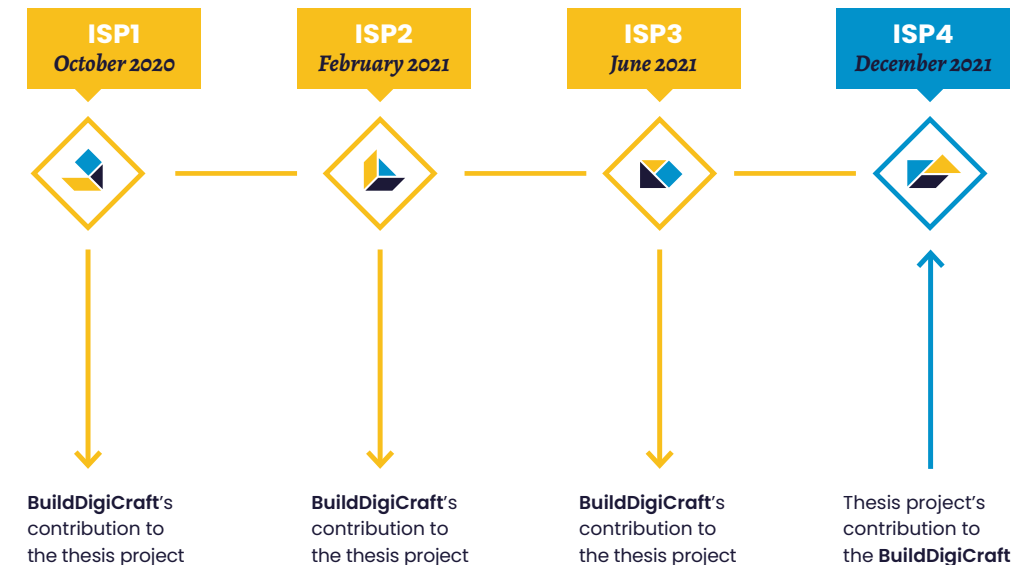 ISP1
October 2020
ISP2
February 2021
ISP3
June 2021
ISP4
December 2021
BuildDigiCraft's
contribution to
the thesis project
BuildDigiCraft's
contribution to
the thesis project
BuildDigiCraft's
contribution to
the thesis project
Thesis project's
contribution to
the BuildDigiCraft